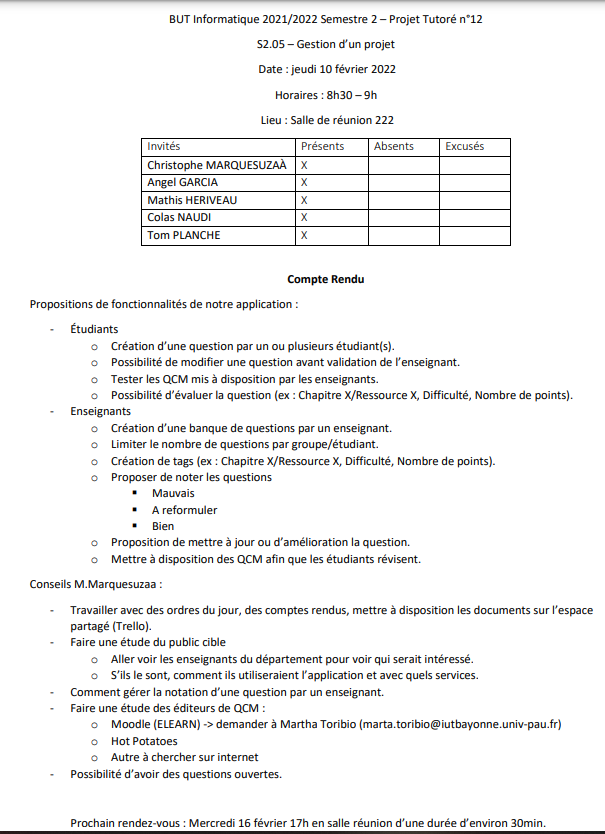 BUT Informatique 2021/2022 Semestre 2 – Projet Tutoré n°12
S2.05 – Gestion d'un projet
Date : jeudi 10 février 2022
Horaires : 8h30 – 9h
Lieu : Salle de réunion 222
Invités Présents Absents Excusés
Christophe MARQUESUZAÀ X
Angel GARCIA X
Mathis HERIVEAU X
Colas NAUDI X
Tom PLANCHE X
Compte Rendu
Propositions de fonctionnalités de notre application :
- Étudiants
o Création d'une question par un ou plusieurs étudiant(s).
o Possibilité de modifier une question avant validation de l'enseignant.
o Tester les QCM mis à disposition par les enseignants.
o Possibilité d'évaluer la question (ex : Chapitre X/Ressource X, Difficulté, Nombre de points).
- Enseignants
o Création d'une banque de questions par un enseignant.
o Limiter le nombre de questions par groupe/étudiant.
o Création de tags (ex : Chapitre X/Ressource X, Difficulté, Nombre de points).
o Proposer de noter les questions
▪ Mauvais
▪ A reformuler
▪ Bien
o Proposition de mettre à jour ou d'amélioration la question.
o Mettre à disposition des QCM afin que les étudiants révisent.
Conseils M.Marquesuzaa :
- Travailler avec des ordres du jour, des comptes rendus, mettre à disposition les documents sur l'espace
partagé (Trello).
- Faire une étude du public cible
o Aller voir les enseignants du département pour voir qui serait intéressé.
o S'ils le sont, comment ils utiliseraient l'application et avec quels services.
- Comment gérer la notation d'une question par un enseignant.
- Faire une étude des éditeurs de QCM :
o Moodle (ELEARN) -> demander à Martha Toribio (marta.toribio@iutbayonne.univ-pau.fr)
o Hot Potatoes
o Autre à chercher sur internet
- Possibilité d'avoir des questions ouvertes.
Prochain rendez-vous : Mercredi 16 février 17h en salle réunion d'une durée d'environ 30min.